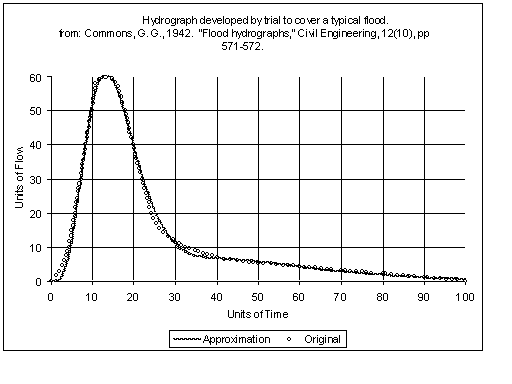 Hydrograph developed by trial to cover a typical flood.
from: Commons, G. G., 1942. "Flood hydrographs," Civil Engineering, 12(10), pp
571-572.
60
50
40
30
20
10
0
Units of Flow
0 10 20 30 40 50 60 70 80 90 100
Units of Time
Approximation Original